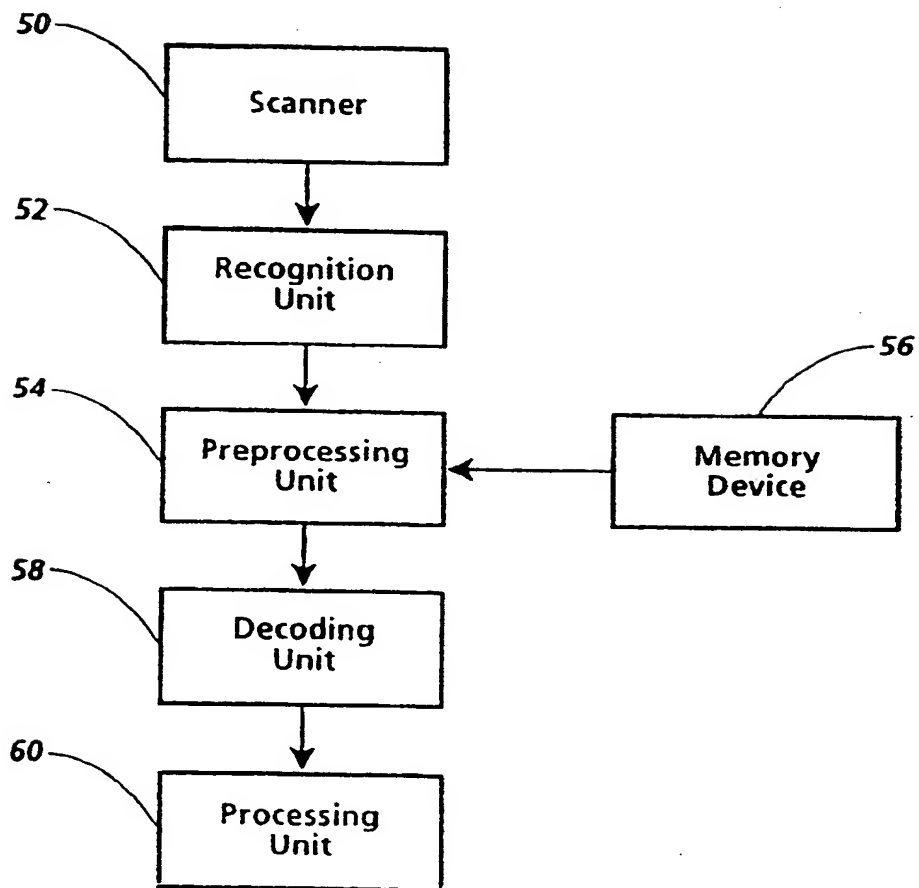 50
Scanner
52
Recognition
Unit
54
Preprocessing
Unit
56
Memory
Device
58
Decoding
Unit
60
Processing
Unit